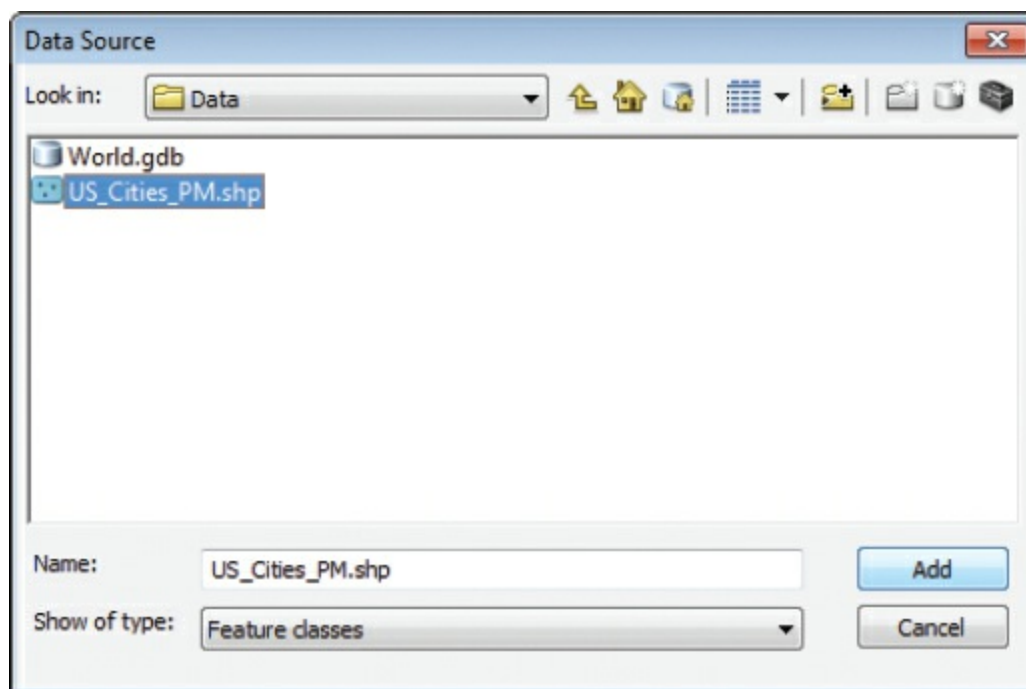 Data Source
Look in: Data
World.gdb
US_Cities_PM.shp
Name: US_Cities_PM.shp Add
Show of type: Feature classes Cancel